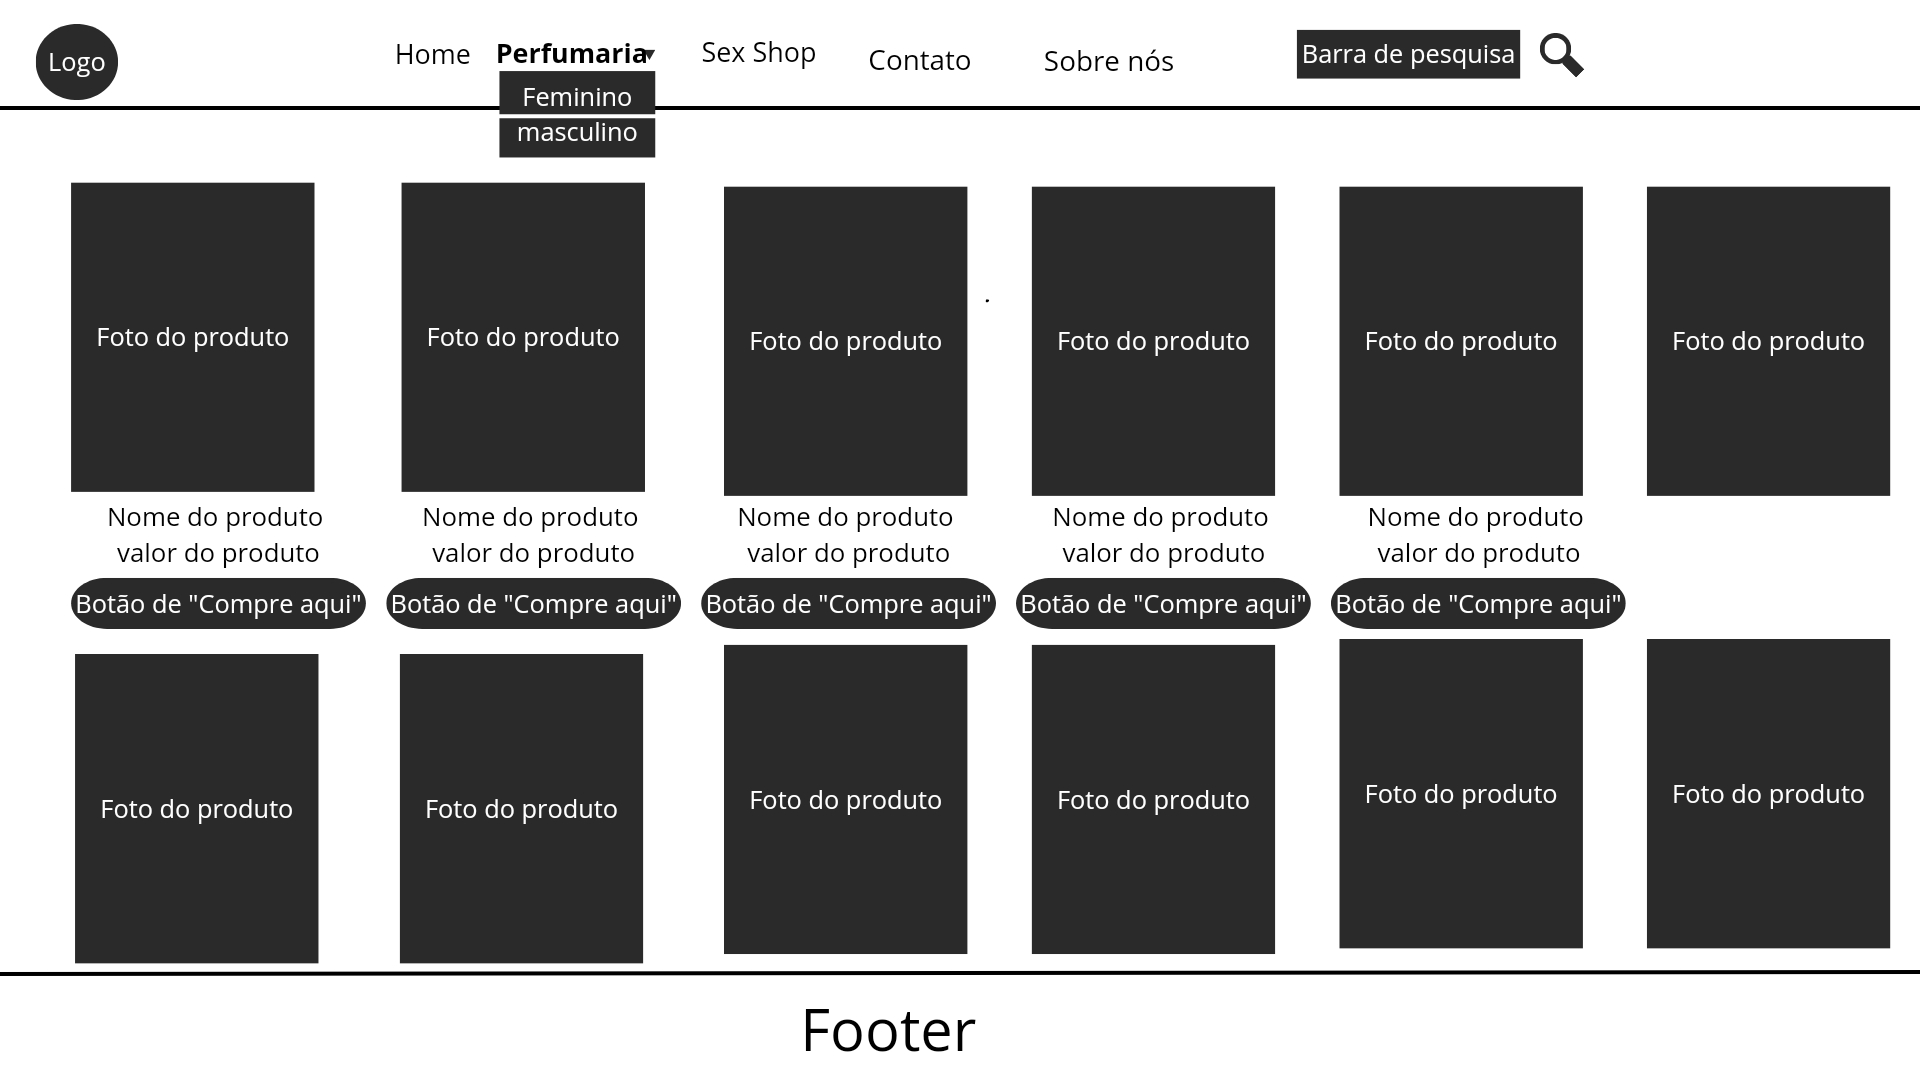 Logo
Home
Perfumaria
Sex Shop
Contato
Sobre nós
Barra de pesquisa
Feminino
masculino
Foto do produto
Foto do produto
Foto do produto
Foto do produto
Foto do produto
Foto do produto
Nome do produto
valor do produto
Botão de "Compre aqui"
Nome do produto
valor do produto
Botão de "Compre aqui"
Nome do produto
valor do produto
Botão de "Compre aqui"
Nome do produto
valor do produto
Botão de "Compre aqui"
Nome do produto
valor do produto
Botão de "Compre aqui"
Foto do produto
Foto do produto
Foto do produto
Foto do produto
Foto do produto
Foto do produto
Footer